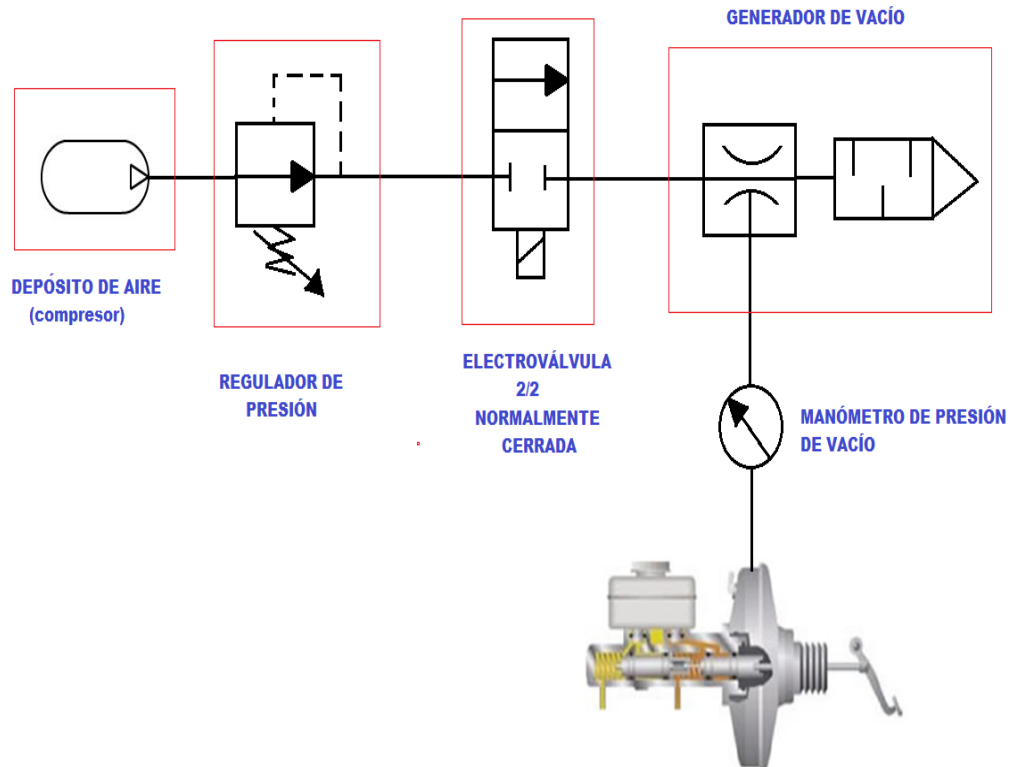 GENERADOR DE VACÍO
DEPÓSITO DE AIRE
(compresor)
REGULADOR DE
PRESIÓN
ELECTROVÁLVULA
2/2
NORMALMENTE
CERRADA
MANÓMETRO DE PRESIÓN
DE VACÍO